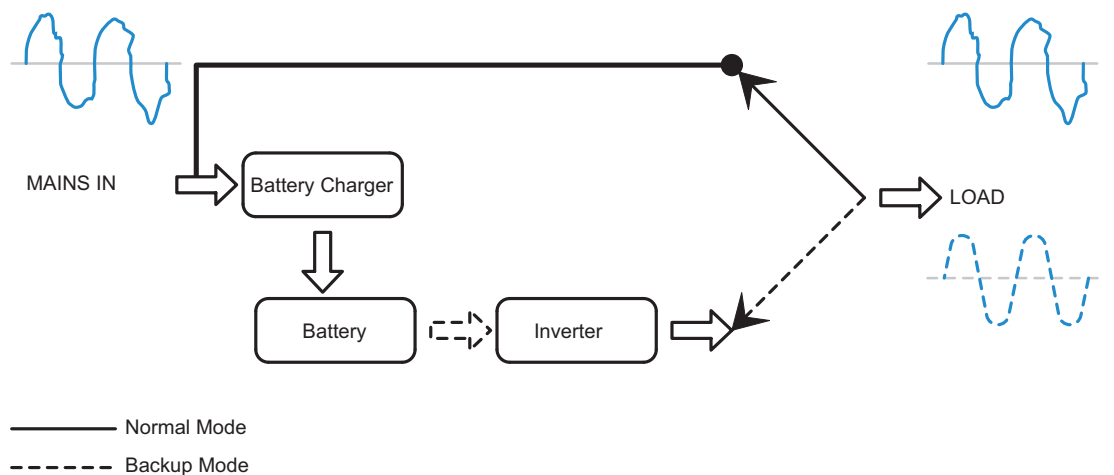 MAINS IN
Battery Charger
LOAD
Battery
Inverter
Normal Mode
Backup Mode